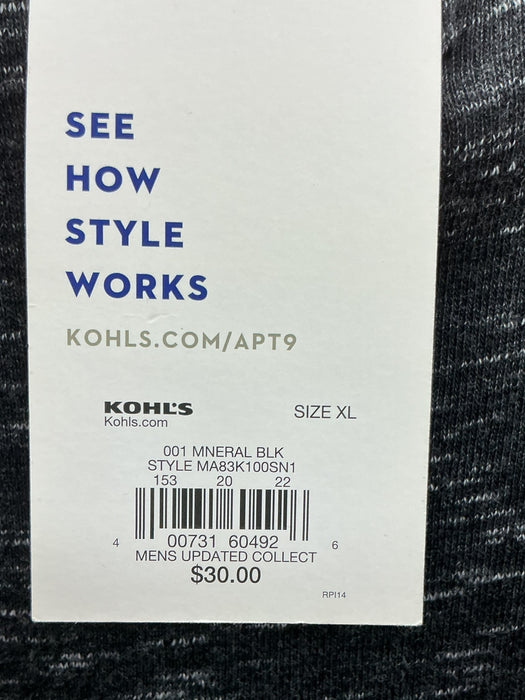 SEE
HOW
STYLE
WORKS
KOHLS.COM/APT9
KOHL'S SIZE XL
Kohls.com
001 MNERAL BLK
STYLE MA83K100SN1
153 20 22
4 00731 60492 6
MENS UPDATED COLLECT
$30.00
RPI14